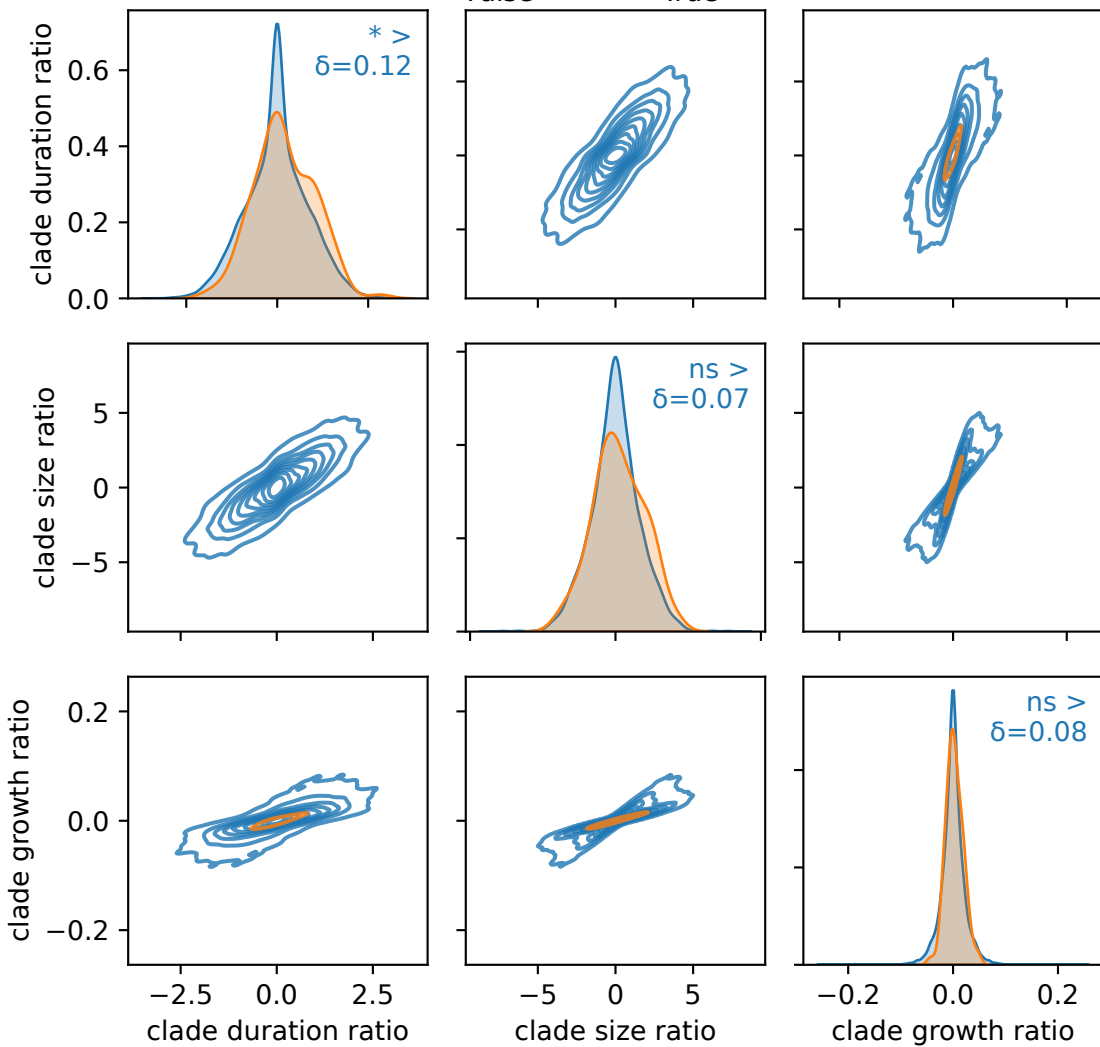 clade duration ratio
0.6
0.4
0.2
0.0
* >
δ=0.12
clade size ratio
5
0
−5
ns >
δ=0.07
clade growth ratio
0.2
0.0
−0.2
ns >
δ=0.08
−2.5 0.0 2.5
−5 0 5
−0.2 0.0 0.2
clade duration ratio
clade size ratio
clade growth ratio